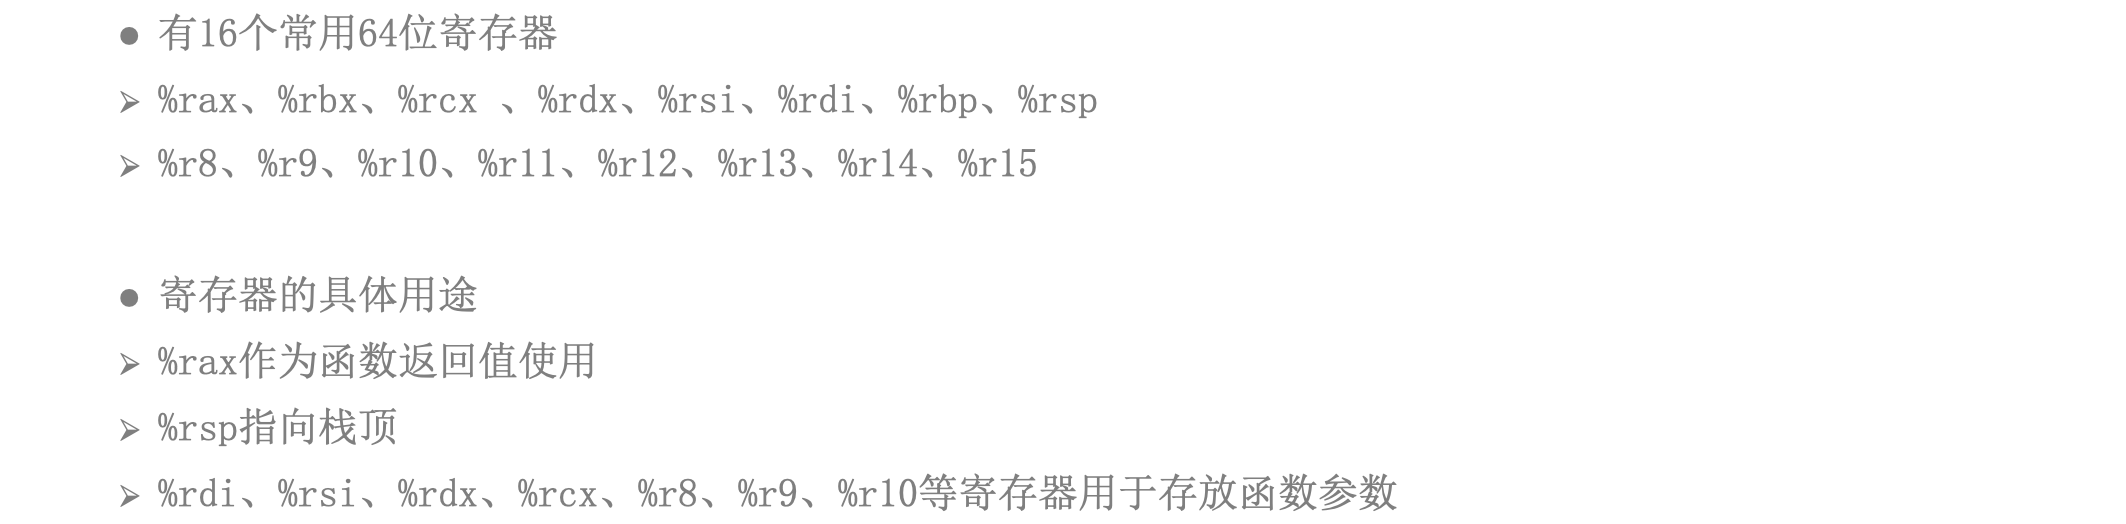 ● 有16个常用64位寄存器
➢ %rax、%rbx、%rcx 、%rdx、%rsi、%rdi、%rbp、%rsp
➢ %r8、%r9、%r10、%r11、%r12、%r13、%r14、%r15
● 寄存器的具体用途
➢ %rax作为函数返回值使用
➢ %rsp指向栈顶
➢ %rdi、%rsi、%rdx、%rcx、%r8、%r9、%r10等寄存器用于存放函数参数